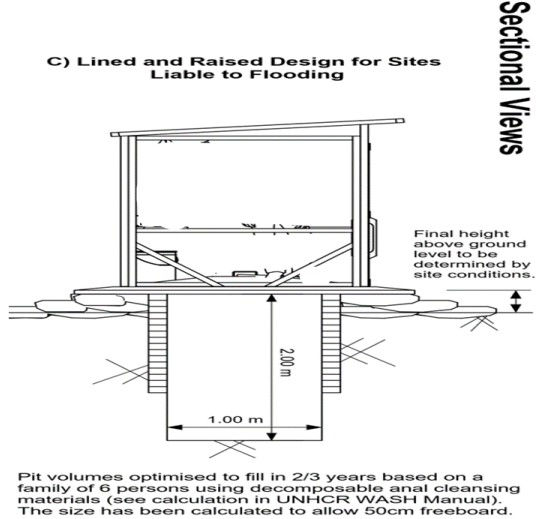 Sectional Views
C) Lined and Raised Design for Sites
Liable to Flooding
Final height
above ground
level to be
determined by
site conditions.
2.00 m
1.00 m
Pit volumes optimised to fill in 2/3 years based on a
family of 6 persons using decomposable anal cleansing
materials (see calculation in UNHCR WASH Manual).
The size has been calculated to allow 50cm freeboard.